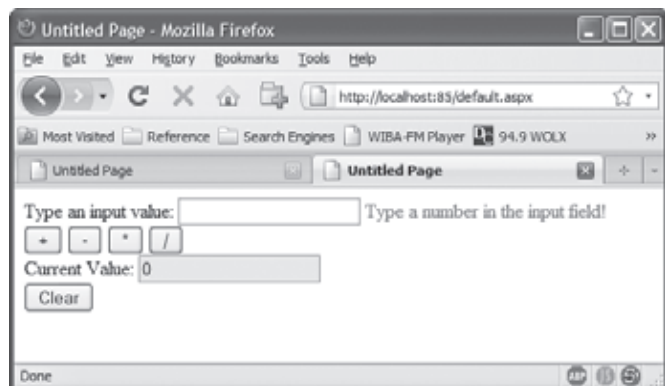 Untitled Page - Mozilla Firefox
File Edit View History Bookmarks Tools Help
http://localhost:85/default.aspx
Most Visited Reference Search Engines WIBA-FM Player 94.9 WOLX »
Untitled Page Untitled Page
Type an input value: Type a number in the input field!
+ - * /
Current Value: 0
Clear
Done ABP